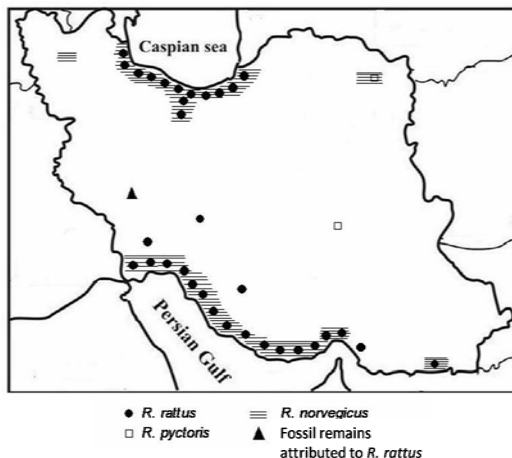 Caspian sea
Persian Gulf
R. rattus
R. norvegicus
R. pyctoris
Fossil remains
attributed to R. rattus